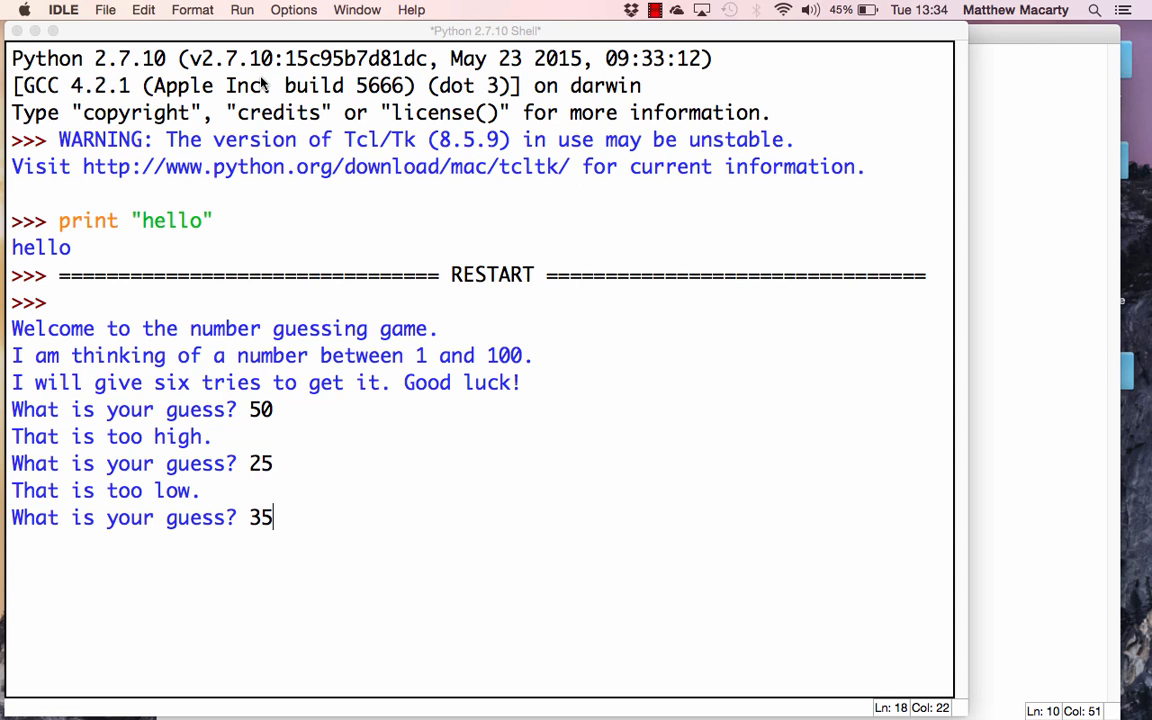 IDLE File Edit Format Run Options Window Help 45% Tue 13:34 Matthew Macarty
*Python 2.7.10 Shell*
Python 2.7.10 (v2.7.10:15c95b7d81dc, May 23 2015, 09:33:12)
[GCC 4.2.1 (Apple Inc. build 5666) (dot 3)] on darwin
Type "copyright", "credits" or "license()" for more information.
>>> WARNING: The version of Tcl/Tk (8.5.9) in use may be unstable.
Visit http://www.python.org/download/mac/tcltk/ for current information.
>>> print "hello"
hello
>>> ================================ RESTART ================================
>>>
Welcome to the number guessing game.
I am thinking of a number between 1 and 100.
I will give six tries to get it. Good luck!
What is your guess? 50
That is too high.
What is your guess? 25
That is too low.
What is your guess? 35
Ln: 18 Col: 22
Ln: 10 Col: 51